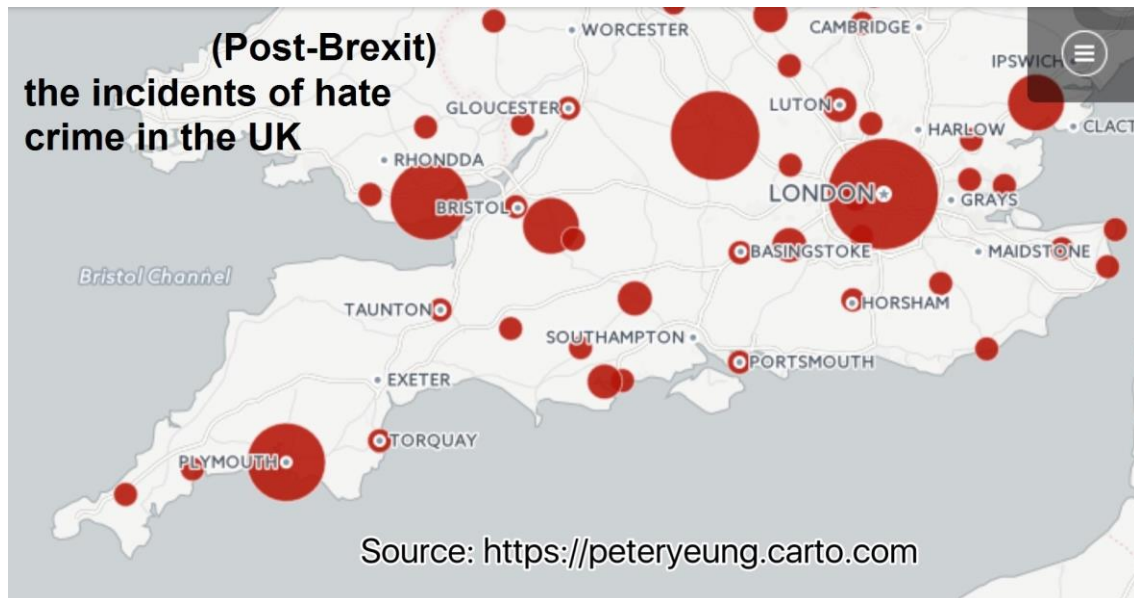 (Post-Brexit)
the incidents of hate
crime in the UK
WORCESTER
CAMBRIDGE
IPSWICH
GLOUCESTER
LUTON
HARLOW
CLACT
RHONDDA
BRISTOL
LONDON
GRAYS
Bristol Channel
BASINGSTOKE
MAIDSTONE
TAUNTON
HORSHAM
SOUTHAMPTON
PORTSMOUTH
EXETER
TORQUAY
PLYMOUTH
Source: https://peteryeung.carto.com